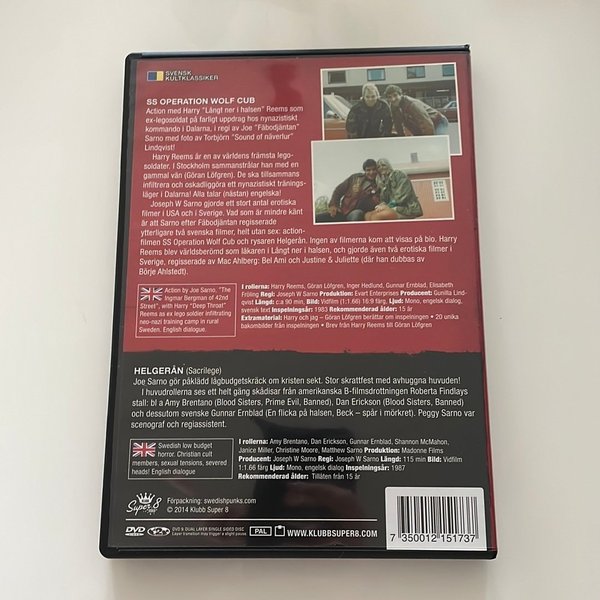 SVENSK
KULTKLASSIKER
SS OPERATION WOLF CUB
Action med Harry "Långt ner i halsen" Reems som
ex-legosoldat på farligt uppdrag hos nynazistiskt
kommando i Dalarna, i regi av Joe "Fäbodjäntan"
Sarno med foto av Torbjörn "Sound of näverlur"
Lindqvist!
Harry Reems är en av världens främsta lego-
soldater. I Stockholm sammanstrålar han med en
gammal vän (Göran Löfgren). De ska tillsammans
infiltrera och oskadliggöra ett nynazistiskt tränings-
läger i Dalarna! Alla talar (nästan) engelska!
Joseph W Sarno gjorde ett stort antal erotiska
filmer i USA och i Sverige. Vad som är mindre känt
är att Sarno efter Fäbodjäntan regisserade
ytterligare två svenska filmer, helt utan sex: action-
filmen SS Operation Wolf Cub och rysaren Helgerån. Ingen av filmerna kom att visas på bio. Harry
Reems blev världsberömd som läkaren i Långt ner i halsen, och gjorde även två erotiska filmer i
Sverige, regisserade av Mac Ahlberg: Bel Ami och Justine & Juliette (där han dubbas av
Börje Ahlstedt).
Action by Joe Sarno, "The
Ingmar Bergman of 42nd
Street", with Harry "Deep Throat"
Reems as ex lego soldier infiltrating
neo-nazi training camp in rural
Sweden. English dialogue.
I rollerna: Harry Reems, Göran Löfgren, Inger Hedlund, Gunnar Ernblad, Elisabeth
Fröling Regi: Joseph W Sarno Produktion: Evart Enterprises Producent: Gunilla Lind-
qvist Längd: c:a 90 min, Bild: Vidfilm (1:1.66) 16:9 färg, Ljud: Mono, engelsk dialog,
svensk text Inspelningsår: 1983 Rekommenderad ålder: 15 år
Extramaterial: Harry och jag – Göran Löfgren berättar om inspelningen • 20 unika
bakombilder från inspelningen • Brev från Harry Reems till Göran Löfgren
HELGERÅN (Sacrilege)
Joe Sarno gör påklädd lågbudgetskräck om kristen sekt. Stor skrattfest med avhuggna huvuden!
I huvudrollerna ses ett helt gäng skådisar från amerikanska B-filmsdrottningen Roberta Findlays
stall: bl a Amy Brentano (Blood Sisters, Prime Evil, Banned), Dan Erickson (Blood Sisters, Banned)
och dessutom svenske Gunnar Ernblad (En flicka på halsen, Beck – spår i mörkret). Peggy Sarno var
scenograf och regiassistent.
Swedish low budget
horror: Christian cult
members, sexual tensions, severed
heads! English dialogue
I rollerna: Amy Brentano, Dan Erickson, Gunnar Ernblad, Shannon McMahon,
Janice Miller, Christine Moore, Matthew Sarno Produktion: Madonne Films
Producent: Joseph W Sarno Regi: Joseph W Sarno Längd: 115 min Bild: Vidfilm
1:1.66 färg Ljud: Mono, engelsk dialog Inspelningsår: 1987
Rekommenderad ålder: Tillåten från 15 år
Super 8
Förpackning: swedishpunks.com
© 2014 Klubb Super 8
DVD VIDEO DVD 9: DUAL LAYER SINGLE SIDED DISC
Layer transition may trigger a slight pause.
PAL
WWW.KLUBBSUPER8.COM
7 350012 151737